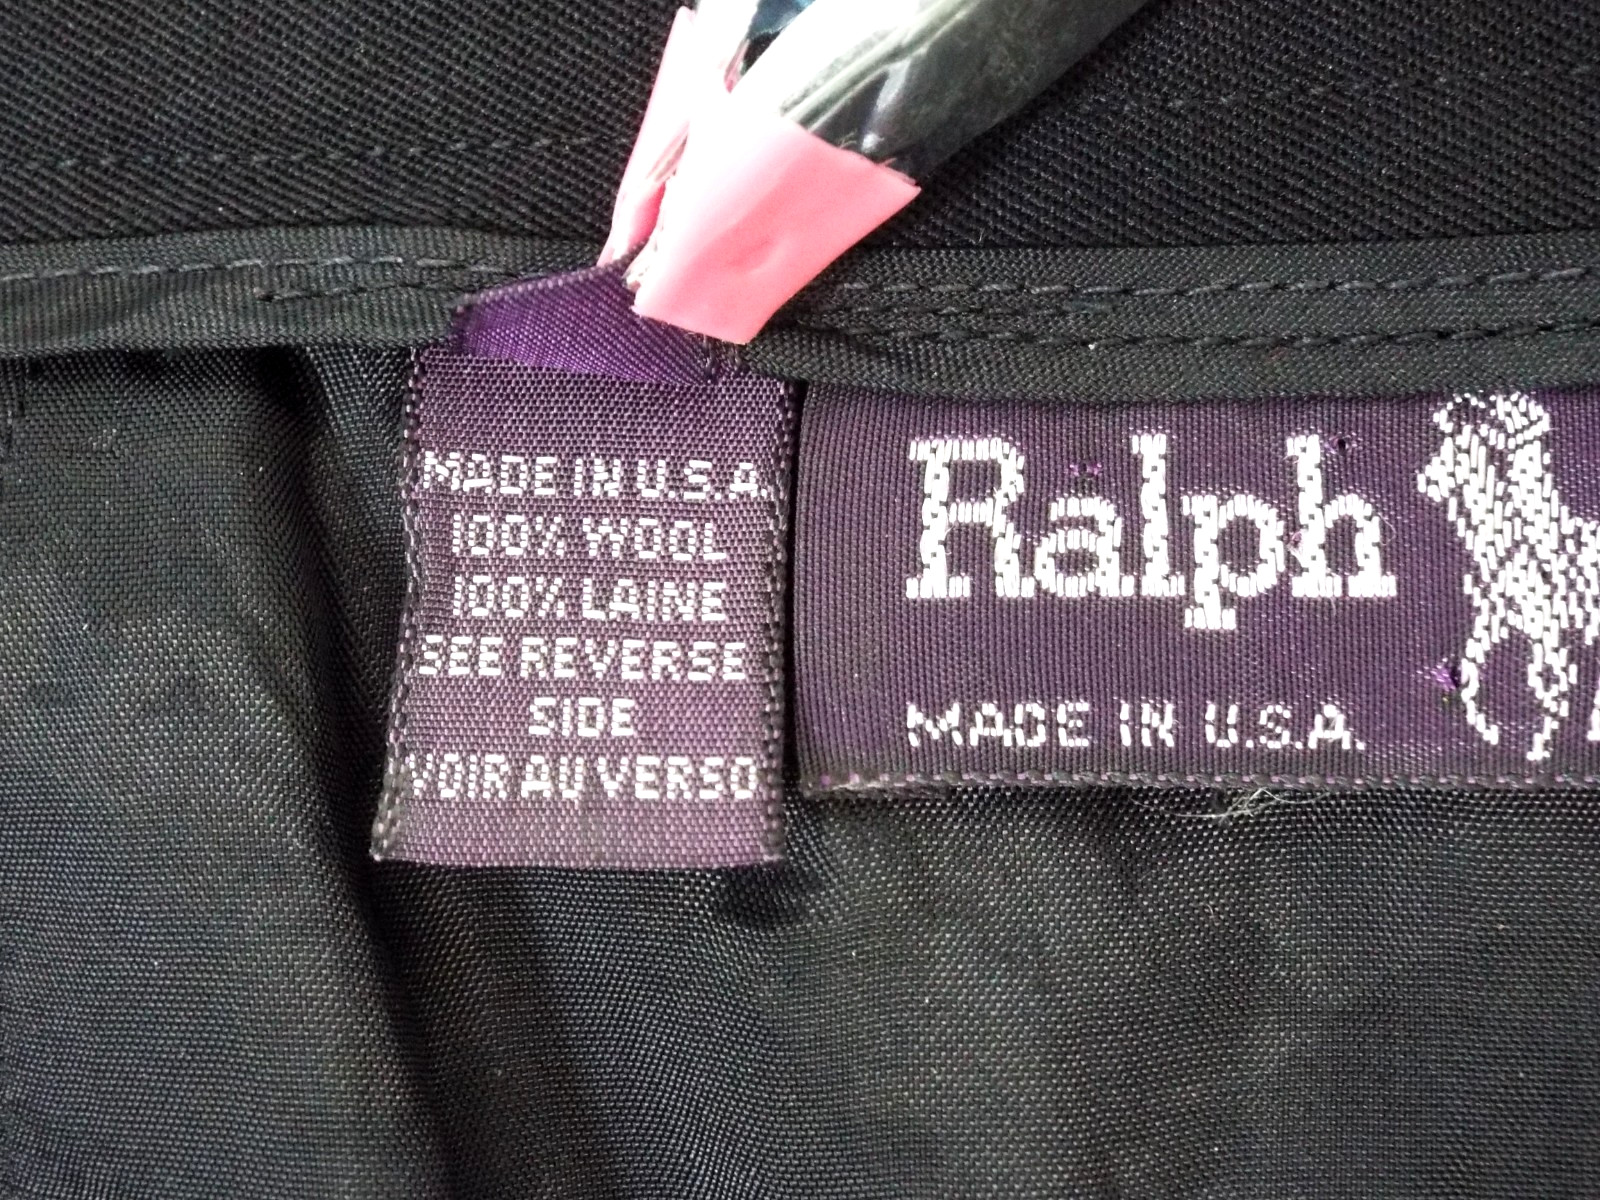 MADE IN U.S.A.
100% WOOL
100% LAINE
SEE REVERSE
SIDE
VOIR AU VERSO
Ralph
MADE IN U.S.A.